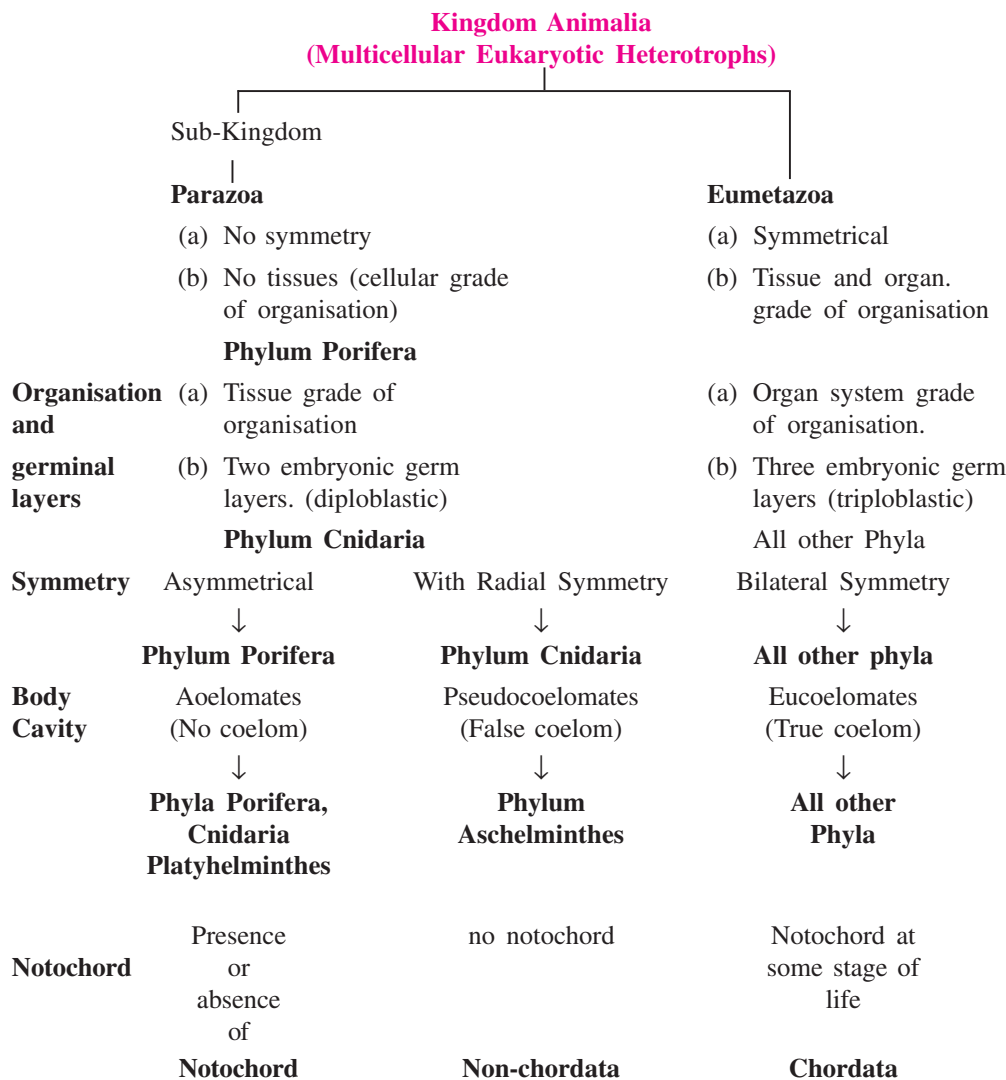 Kingdom Animalia
(Multicellular Eukaryotic Heterotrophs)
Sub-Kingdom
Parazoa Eumetazoa
(a) No symmetry (a) Symmetrical
(b) No tissues (cellular grade (b) Tissue and organ.
of organisation) grade of organisation
Phylum Porifera
Organisation (a) Tissue grade of (a) Organ system grade
and organisation of organisation.
germinal (b) Two embryonic germ (b) Three embryonic germ
layers layers. (diploblastic) layers (triploblastic)
Phylum Cnidaria All other Phyla
Symmetry Asymmetrical With Radial Symmetry Bilateral Symmetry
↓ ↓ ↓
Phylum Porifera Phylum Cnidaria All other phyla
Body Aoelomates Pseudocoelomates Eucoelomates
Cavity (No coelom) (False coelom) (True coelom)
↓ ↓ ↓
Phyla Porifera, Phylum All other
Cnidaria Aschelminthes Phyla
Platyhelminthes
Presence no notochord Notochord at
Notochord or some stage of
absence life
of
Notochord Non-chordata Chordata